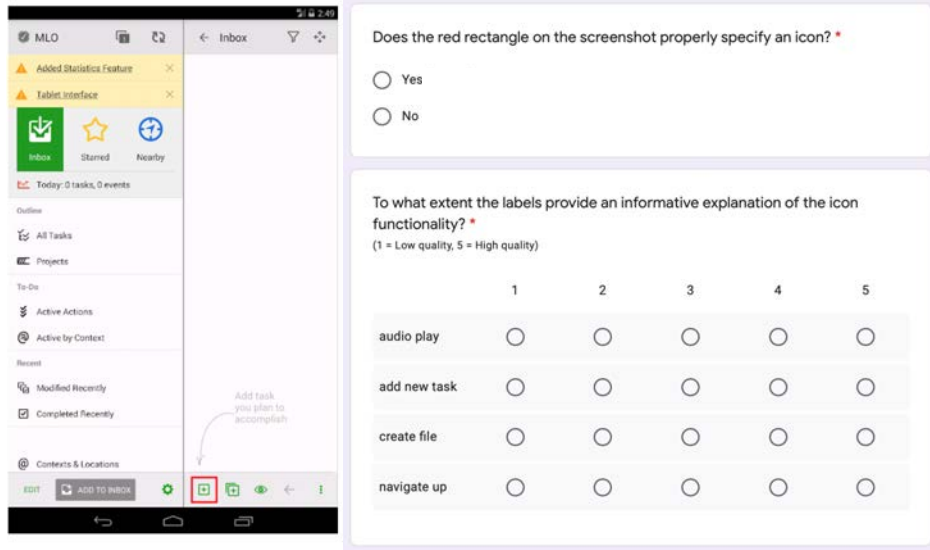 2:49
MLO
Inbox
Added Statistics Feature
Tablet Interface
Inbox
Starred
Nearby
Today: 0 tasks, 0 events
Outline
All Tasks
Projects
To-Do
Active Actions
Active by Context
Recent
Modified Recently
Completed Recently
Contexts & Locations
EDIT
ADD TO INBOX
Add task
you plan to
accomplish
Does the red rectangle on the screenshot properly specify an icon? *
Yes
No
To what extent the labels provide an informative explanation of the icon
functionality? *
(1 = Low quality, 5 = High quality)
1 2 3 4 5
audio play
add new task
create file
navigate up